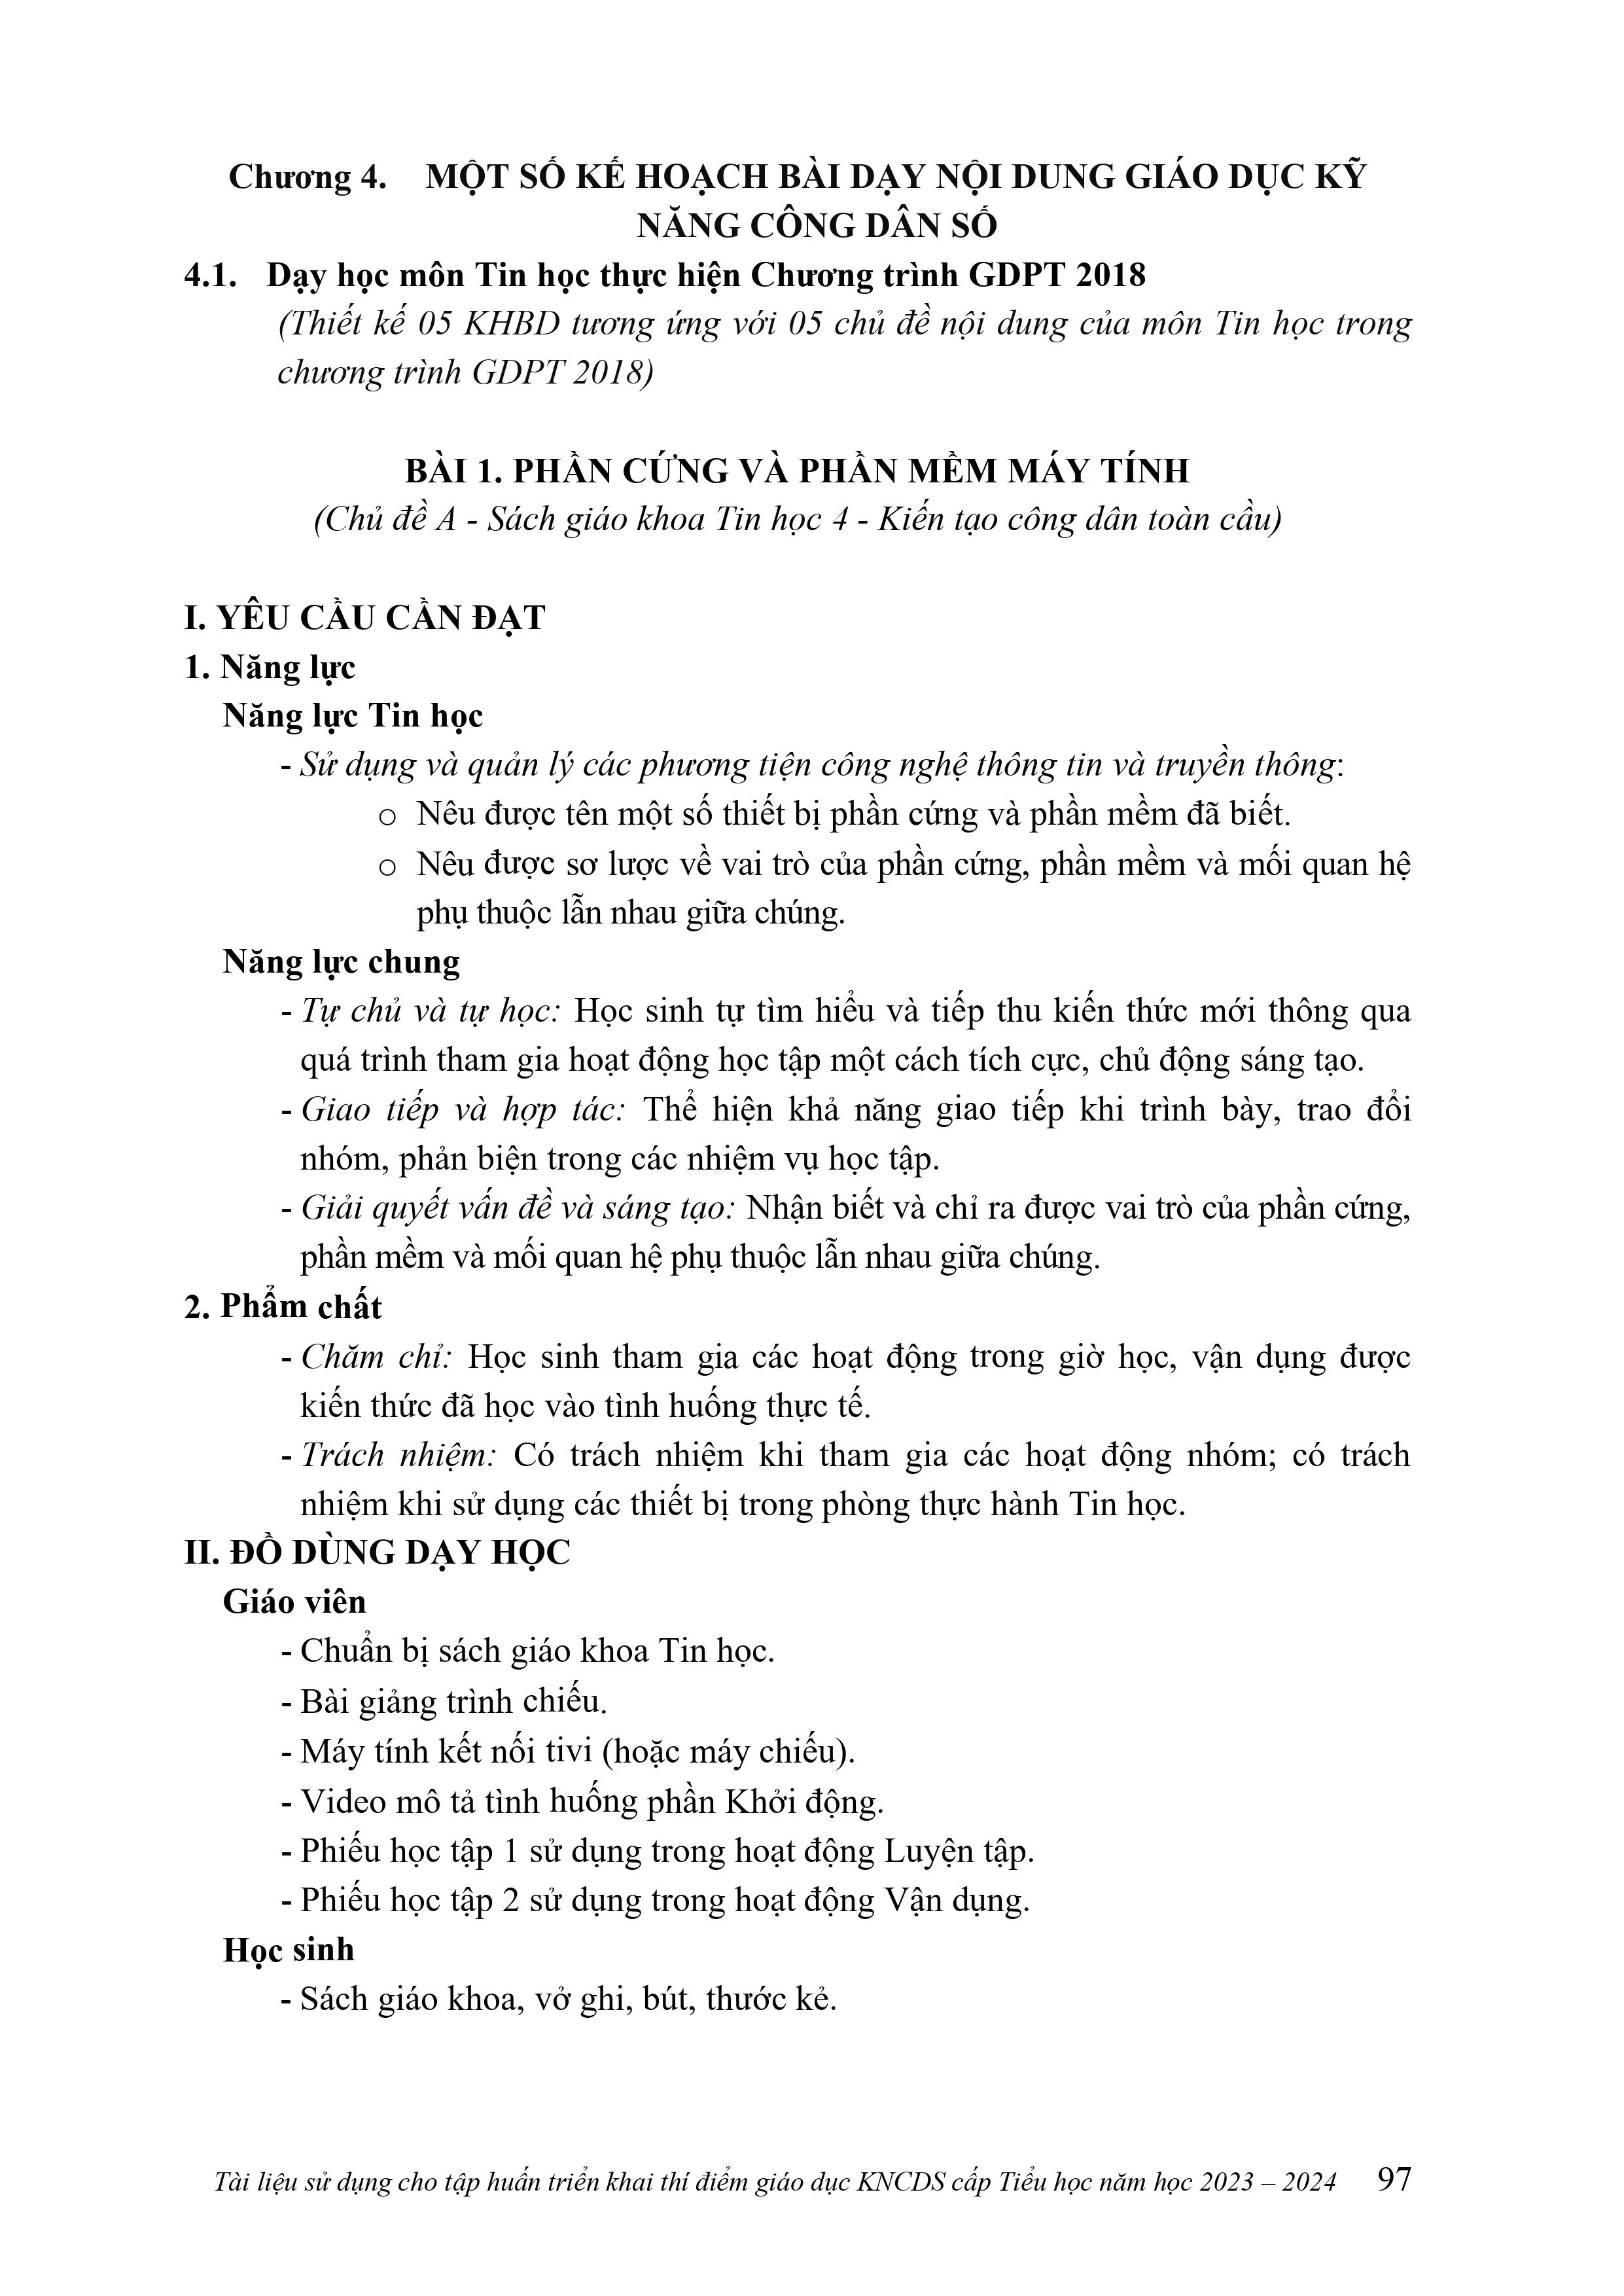 Chương 4. MỘT SỐ KẾ HOẠCH BÀI DẠY NỘI DUNG GIÁO DỤC KỸ
NĂNG CÔNG DÂN SỐ
4.1. Dạy học môn Tin học thực hiện Chương trình GDPT 2018
(Thiết kế 05 KHBD tương ứng với 05 chủ đề nội dung của môn Tin học trong
chương trình GDPT 2018)
BÀI 1. PHẦN CỨNG VÀ PHẦN MỀM MÁY TÍNH
(Chủ đề A - Sách giáo khoa Tin học 4 - Kiến tạo công dân toàn cầu)
I. YÊU CẦU CẦN ĐẠT
1. Năng lực
Năng lực Tin học
- Sử dụng và quản lý các phương tiện công nghệ thông tin và truyền thông:
o Nêu được tên một số thiết bị phần cứng và phần mềm đã biết.
o Nêu được sơ lược về vai trò của phần cứng, phần mềm và mối quan hệ
phụ thuộc lẫn nhau giữa chúng.
Năng lực chung
- Tự chủ và tự học: Học sinh tự tìm hiểu và tiếp thu kiến thức mới thông qua
quá trình tham gia hoạt động học tập một cách tích cực, chủ động sáng tạo.
- Giao tiếp và hợp tác: Thể hiện khả năng giao tiếp khi trình bày, trao đổi
nhóm, phản biện trong các nhiệm vụ học tập.
- Giải quyết vấn đề và sáng tạo: Nhận biết và chỉ ra được vai trò của phần cứng,
phần mềm và mối quan hệ phụ thuộc lẫn nhau giữa chúng.
2. Phẩm chất
- Chăm chỉ: Học sinh tham gia các hoạt động trong giờ học, vận dụng được
kiến thức đã học vào tình huống thực tế.
- Trách nhiệm: Có trách nhiệm khi tham gia các hoạt động nhóm; có trách
nhiệm khi sử dụng các thiết bị trong phòng thực hành Tin học.
II. ĐỒ DÙNG DẠY HỌC
Giáo viên
- Chuẩn bị sách giáo khoa Tin học.
- Bài giảng trình chiếu.
- Máy tính kết nối tivi (hoặc máy chiếu).
- Video mô tả tình huống phần Khởi động.
- Phiếu học tập 1 sử dụng trong hoạt động Luyện tập.
- Phiếu học tập 2 sử dụng trong hoạt động Vận dụng.
Học sinh
- Sách giáo khoa, vở ghi, bút, thước kẻ.
Tài liệu sử dụng cho tập huấn triển khai thí điểm giáo dục KNCDS cấp Tiểu học năm học 2023 – 2024 97